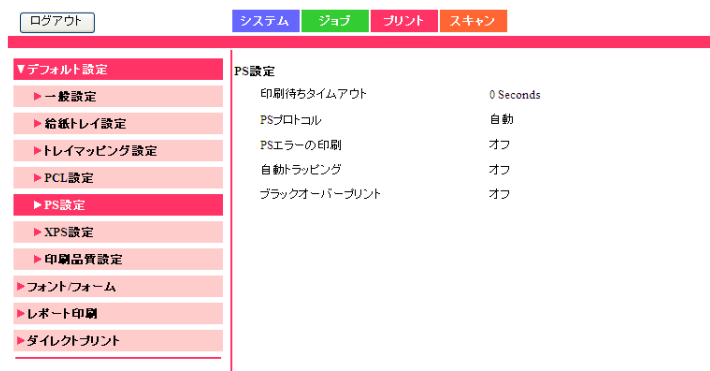 ログアウト
システム ジョブ プリント スキャン
▼デフォルト設定
▶一般設定
▶給紙トレイ設定
▶トレイマッピング設定
▶PCL設定
▶PS設定
▶XPS設定
▶印刷品質設定
▶フォント/フォーム
▶レポート印刷
▶ダイレクトプリント
PS設定
印刷待ちタイムアウト 0 Seconds
PSプロトコル 自動
PSエラーの印刷 オフ
自動トラッピング オフ
ブラックオーバープリント オフ